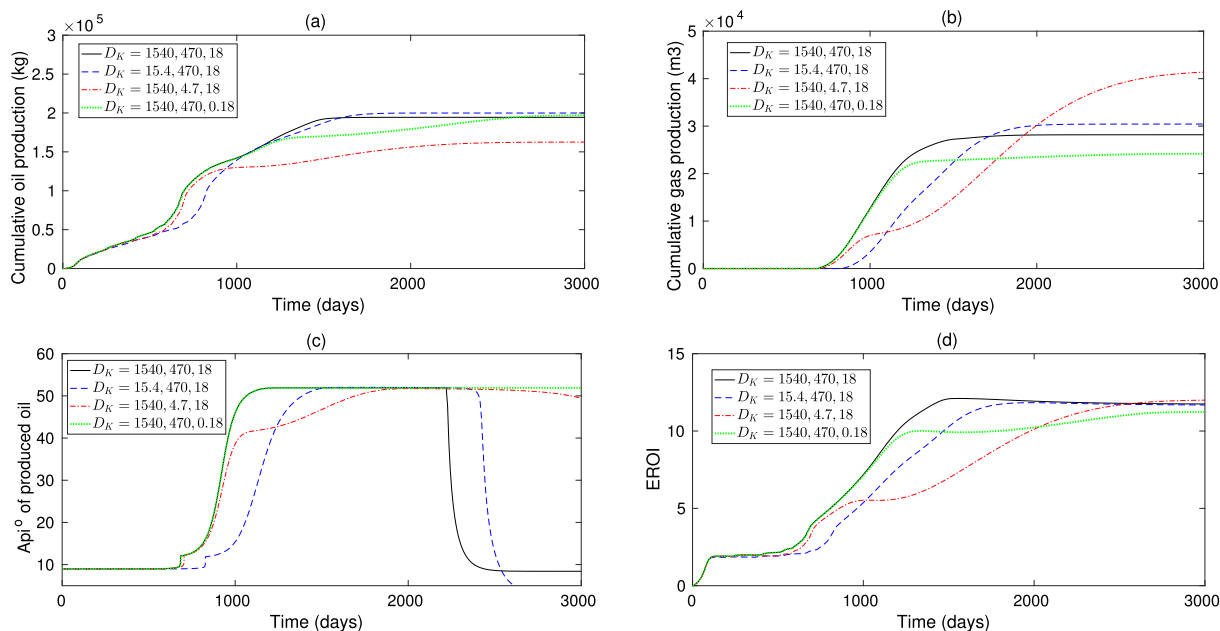 (a)
×10^5
3
2.5
2
1.5
1
0.5
0
0
1000
2000
3000
Cumulative oil production (kg)
Time (days)
D_K = 1540, 470, 18
D_K = 15.4, 470, 18
D_K = 1540, 4.7, 18
D_K = 1540, 470, 0.18
(b)
×10^4
5
4
3
2
1
0
0
1000
2000
3000
Cumulative gas production (m3)
Time (days)
D_K = 1540, 470, 18
D_K = 15.4, 470, 18
D_K = 1540, 4.7, 18
D_K = 1540, 470, 0.18
(c)
60
50
40
30
20
10
0
1000
2000
3000
Api^o of produced oil
Time (days)
D_K = 1540, 470, 18
D_K = 15.4, 470, 18
D_K = 1540, 4.7, 18
D_K = 1540, 470, 0.18
(d)
15
10
5
0
0
1000
2000
3000
EROI
Time (days)
D_K = 1540, 470, 18
D_K = 15.4, 470, 18
D_K = 1540, 4.7, 18
D_K = 1540, 470, 0.18